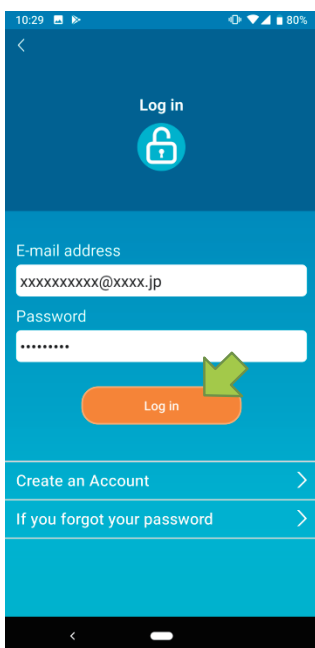 10:29 80%
Log in
E-mail address
xxxxxxxxxx@xxxx.jp
Password
•••••••••
Log in
Create an Account
If you forgot your password